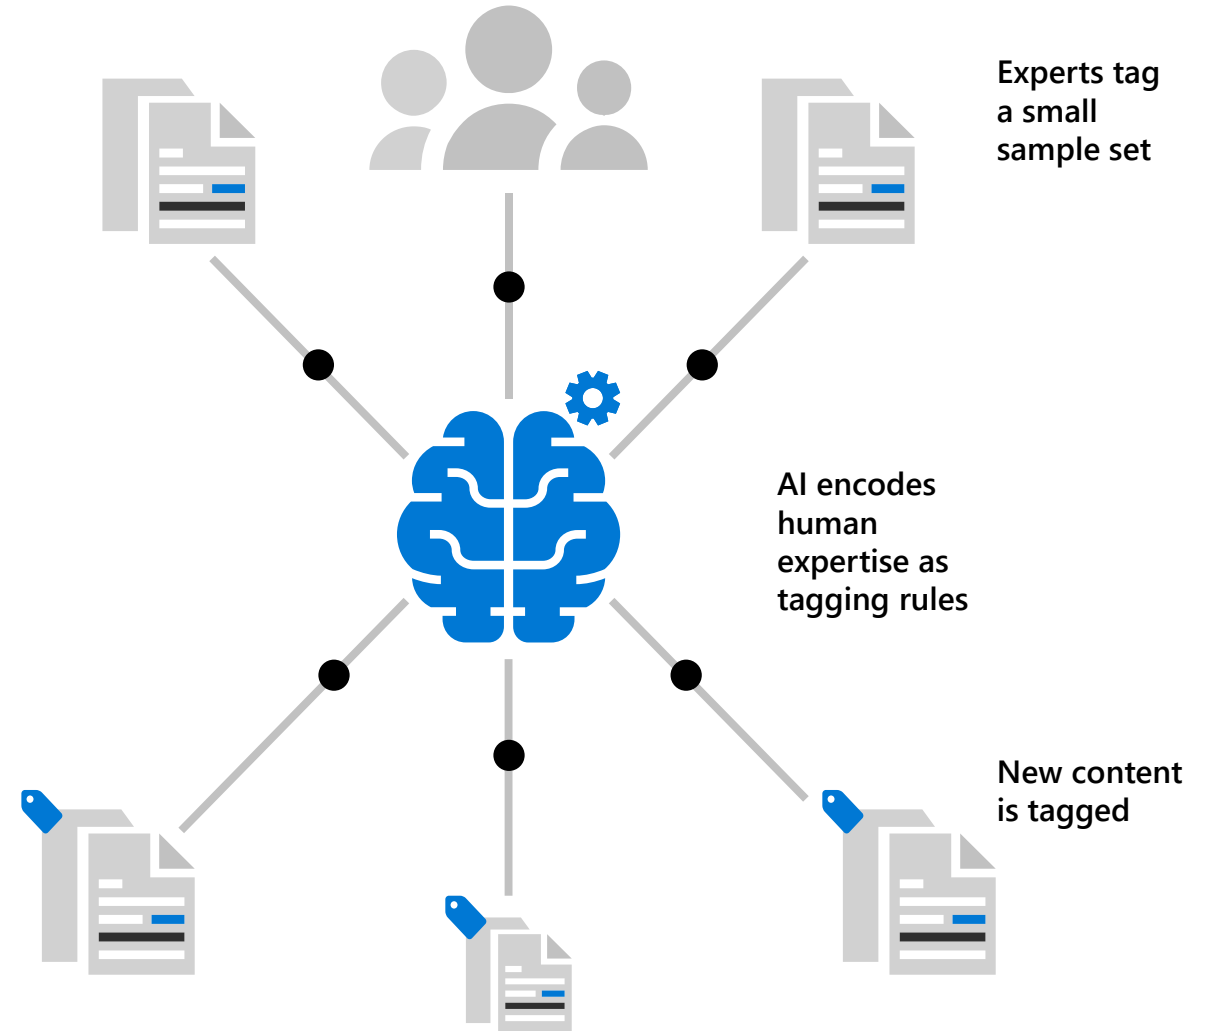 Experts tag
a small
sample set
AI encodes
human
expertise as
tagging rules
New content
is tagged